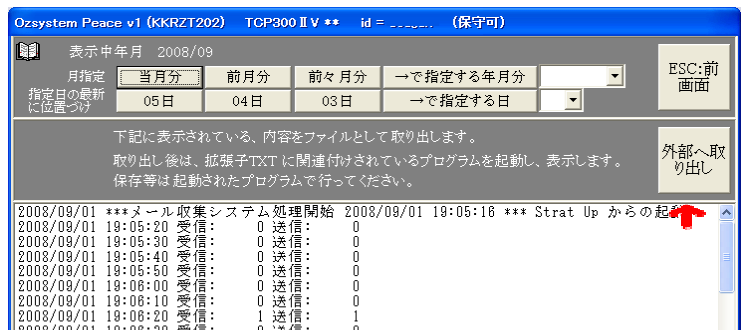 Ozsystem Peace v1 (KKRZT202) TCP300ⅡV ** id = (保守可)
表示中年月 2008/09
月指定 当月分 前月分 前々月分 →で指定する年月分
ESC:前画面
指定日の最新に位置づけ 05日 04日 03日 →で指定する日
下記に表示されている、内容をファイルとして取り出します。
取り出し後は、拡張子TXTに関連付けされているプログラムを起動し、表示します。
保存等は起動されたプログラムで行ってください。
外部へ取り出し
2008/09/01 ***メール収集システム処理開始 2008/09/01 19:05:16 *** Strat Up からの起
2008/09/01 19:05:20 受信: 0 送信: 0
2008/09/01 19:05:30 受信: 0 送信: 0
2008/09/01 19:05:40 受信: 0 送信: 0
2008/09/01 19:05:50 受信: 0 送信: 0
2008/09/01 19:06:00 受信: 0 送信: 0
2008/09/01 19:06:10 受信: 0 送信: 0
2008/09/01 19:06:20 受信: 1 送信: 1